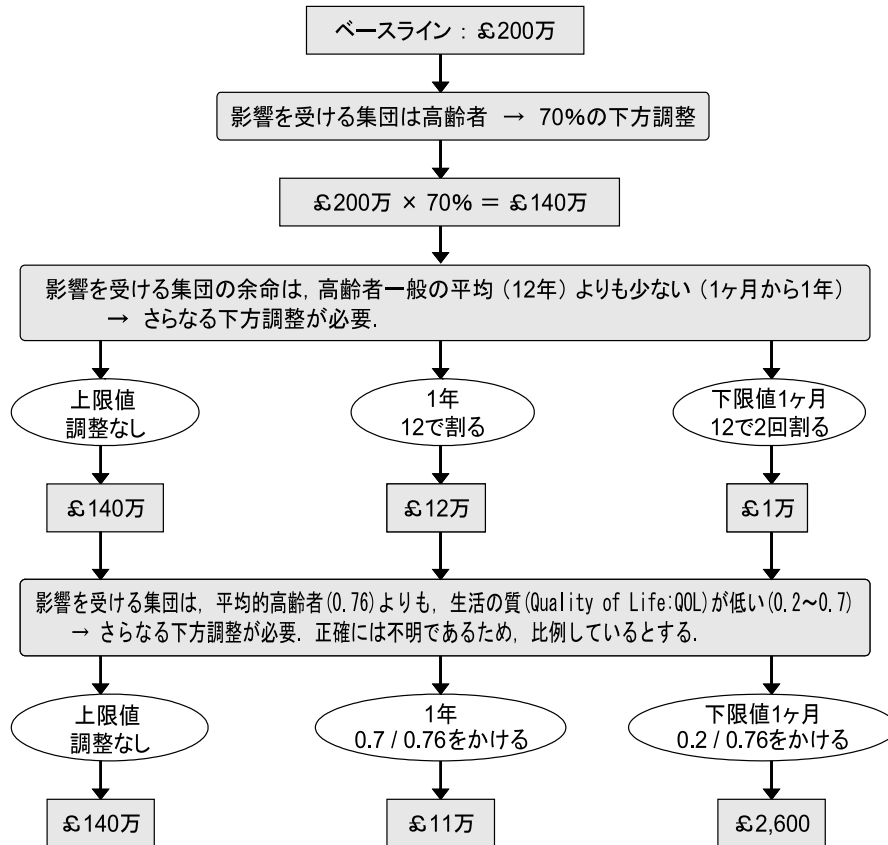 ベースライン : ₤200万
影響を受ける集団は高齢者 → 70%の下方調整
₤200万 × 70% = ₤140万
影響を受ける集団の余命は, 高齢者一般の平均 (12年) よりも少ない (1ヶ月から1年)
→ さらなる下方調整が必要.
上限値
調整なし
1年
12で割る
下限値1ヶ月
12で2回割る
₤140万
₤12万
₤1万
影響を受ける集団は, 平均的高齢者(0.76)よりも, 生活の質(Quality of Life:QOL)が低い(0.2〜0.7)
→ さらなる下方調整が必要. 正確には不明であるため, 比例しているとする.
上限値
調整なし
1年
0.7 / 0.76をかける
下限値1ヶ月
0.2 / 0.76をかける
₤140万
₤11万
₤2,600